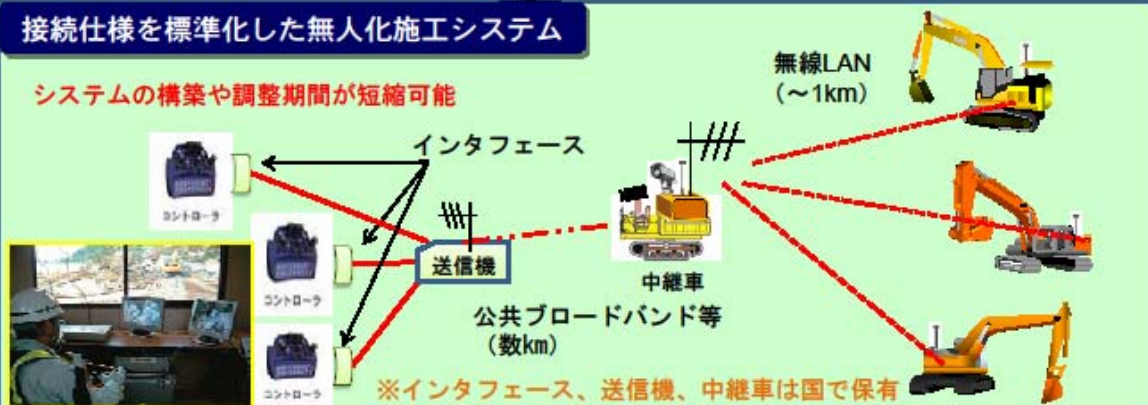 接続仕様を標準化した無人化施工システム
システムの構築や調整期間が短縮可能
無線LAN
（～1km）
インタフェース
コントローラ
コントローラ
コントローラ
送信機
中継車
公共ブロードバンド等
（数km）
※インタフェース、送信機、中継車は国で保有